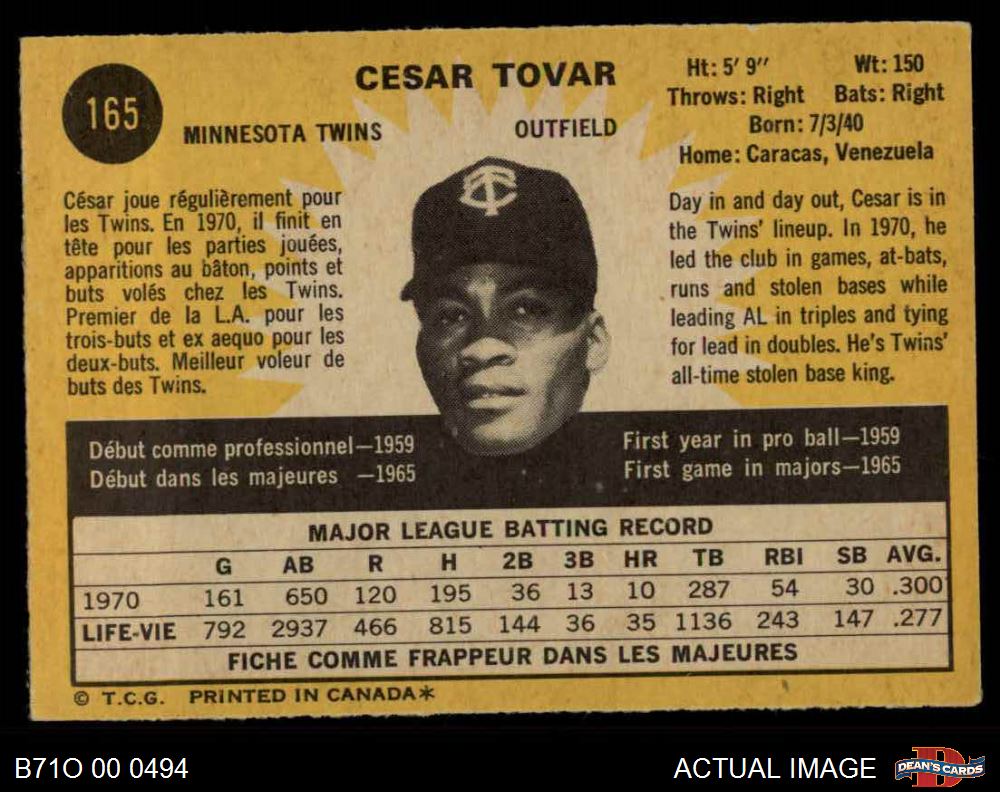 165
CESAR TOVAR
MINNESOTA TWINS OUTFIELD
Ht: 5' 9" Wt: 150
Throws: Right Bats: Right
Born: 7/3/40
Home: Caracas, Venezuela
César joue régulièrement pour
les Twins. En 1970, il finit en
tête pour les parties jouées,
apparitions au bâton, points et
buts volés chez les Twins.
Premier de la L.A. pour les
trois-buts et ex aequo pour les
deux-buts. Meilleur voleur de
buts des Twins.
TC
Day in and day out, Cesar is in
the Twins' lineup. In 1970, he
led the club in games, at-bats,
runs and stolen bases while
leading AL in triples and tying
for lead in doubles. He's Twins'
all-time stolen base king.
Début comme professionnel—1959
Début dans les majeures —1965
First year in pro ball—1959
First game in majors—1965
MAJOR LEAGUE BATTING RECORD
G AB R H 2B 3B HR TB RBI SB AVG.
1970 161 650 120 195 36 13 10 287 54 30 .300
LIFE-VIE 792 2937 466 815 144 36 35 1136 243 147 .277
FICHE COMME FRAPPEUR DANS LES MAJEURES
© T.C.G. PRINTED IN CANADA*
B71O 00 0494 ACTUAL IMAGE
D
DEAN'S CARDS